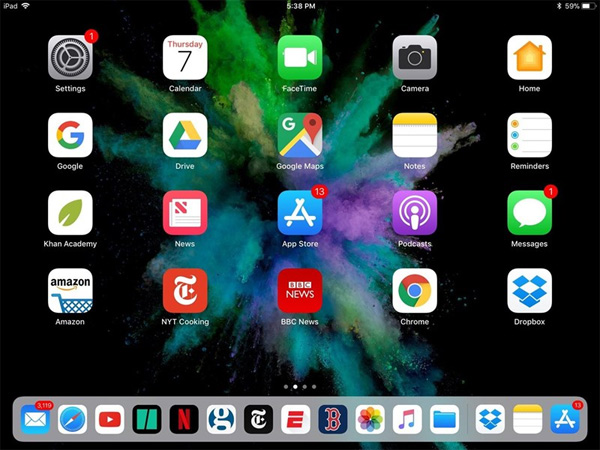 iPad 5:38 PM 59%
1
Thursday
7
Settings Calendar FaceTime Camera Home
G
Google Drive Google Maps Notes Reminders
13 1
Khan Academy News App Store Podcasts Messages
amazon BBC
NEWS
Amazon NYT Cooking BBC News Chrome Dropbox
3,119 13